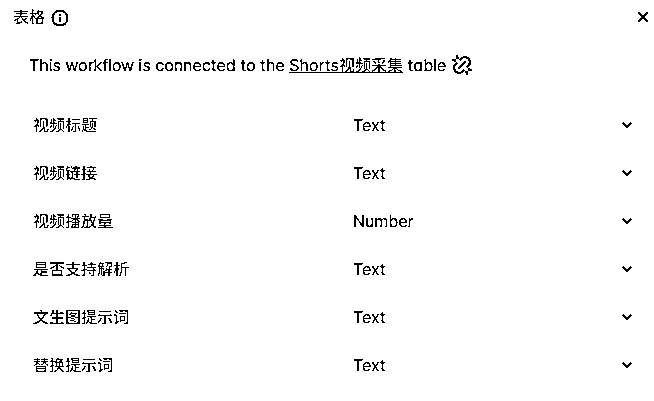 表格
This workflow is connected to the Shorts视频采集 table
视频标题 Text
视频链接 Text
视频播放量 Number
是否支持解析 Text
文生图提示词 Text
替换提示词 Text